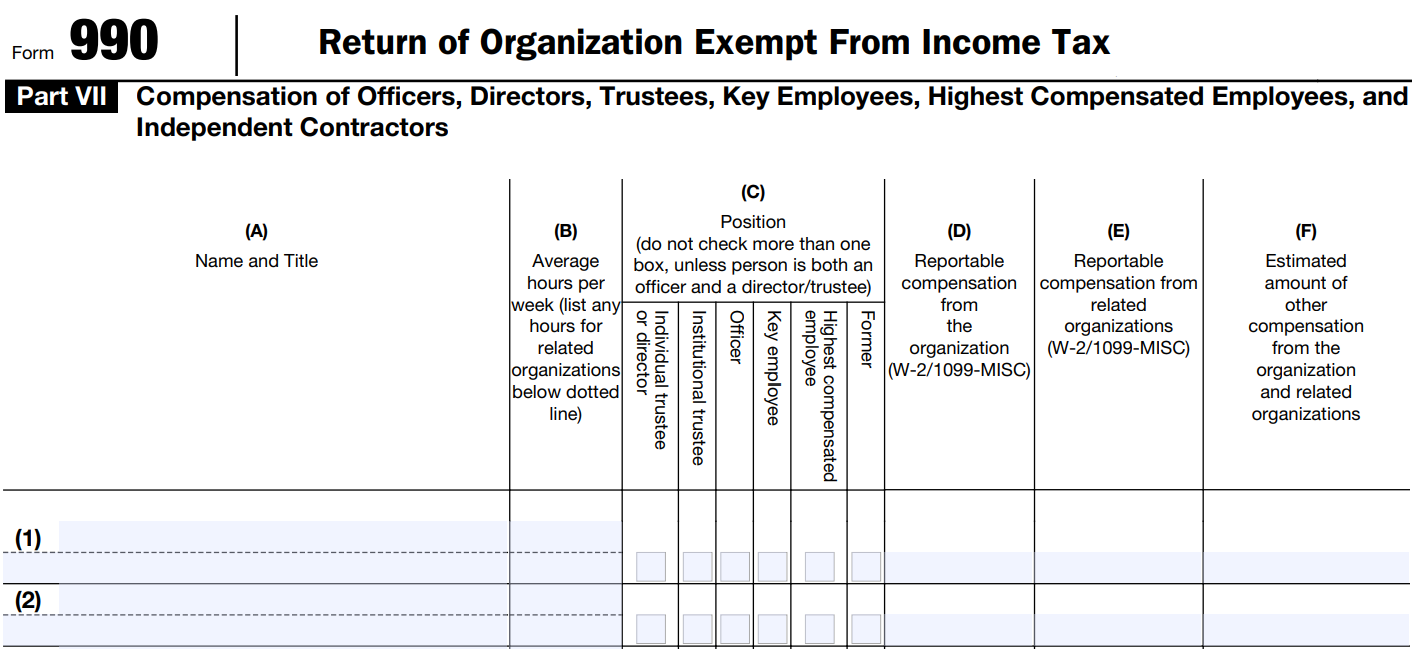 Form 990
Return of Organization Exempt From Income Tax
Part VII
Compensation of Officers, Directors, Trustees, Key Employees, Highest Compensated Employees, and
Independent Contractors
(A)
Name and Title
(B)
Average
hours per
week (list any
hours for
related
organizations
below dotted
line)
(C)
Position
(do not check more than one
box, unless person is both an
officer and a director/trustee)
Individual trustee
or director
Institutional trustee
Officer
Key employee
Highest compensated
employee
Former
(D)
Reportable
compensation
from
the
organization
(W-2/1099-MISC)
(E)
Reportable
compensation from
related
organizations
(W-2/1099-MISC)
(F)
Estimated
amount of
other
compensation
from the
organization
and related
organizations
(1)
(2)